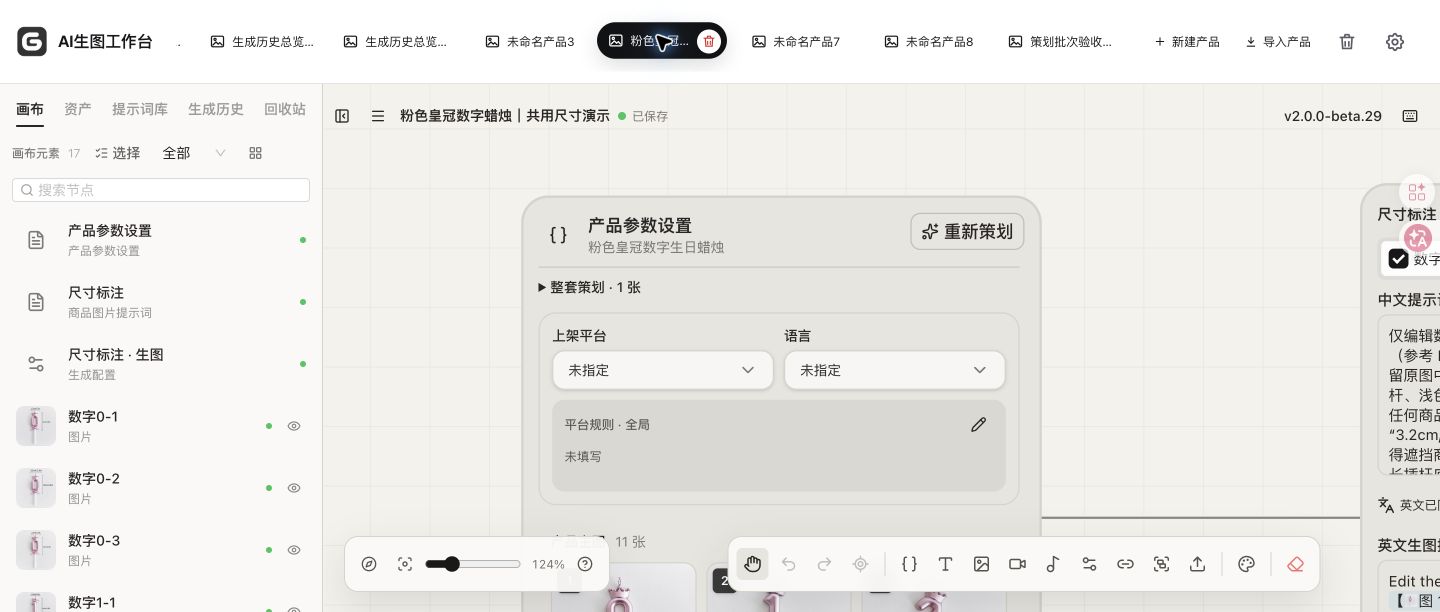 AI生图工作台
生成历史总览...
生成历史总览...
未命名产品3
未命名产品7
未命名产品8
策划批次验收...
新建产品
导入产品
画布
资产
提示词库
生成历史
回收站
画布元素 17
选择
全部
搜索节点
产品参数设置
产品参数设置
尺寸标注
商品图片提示词
尺寸标注 · 生图
生成配置
数字0-1
图片
数字0-2
图片
数字0-3
图片
数字1-1
粉色皇冠数字蜡烛｜共用尺寸演示
已保存
v2.0.0-beta.29
产品参数设置
粉色皇冠数字生日蜡烛
重新策划
整套策划 · 1 张
上架平台
语言
未指定
未指定
平台规则 · 全局
未填写
11 张
124%
尺寸标注
数字
中文提示
仅编辑
（参考
留原图中
杆、浅色
任何商品
“3.2cm
得遮挡
英文已
英文生图
Edit the
【
图